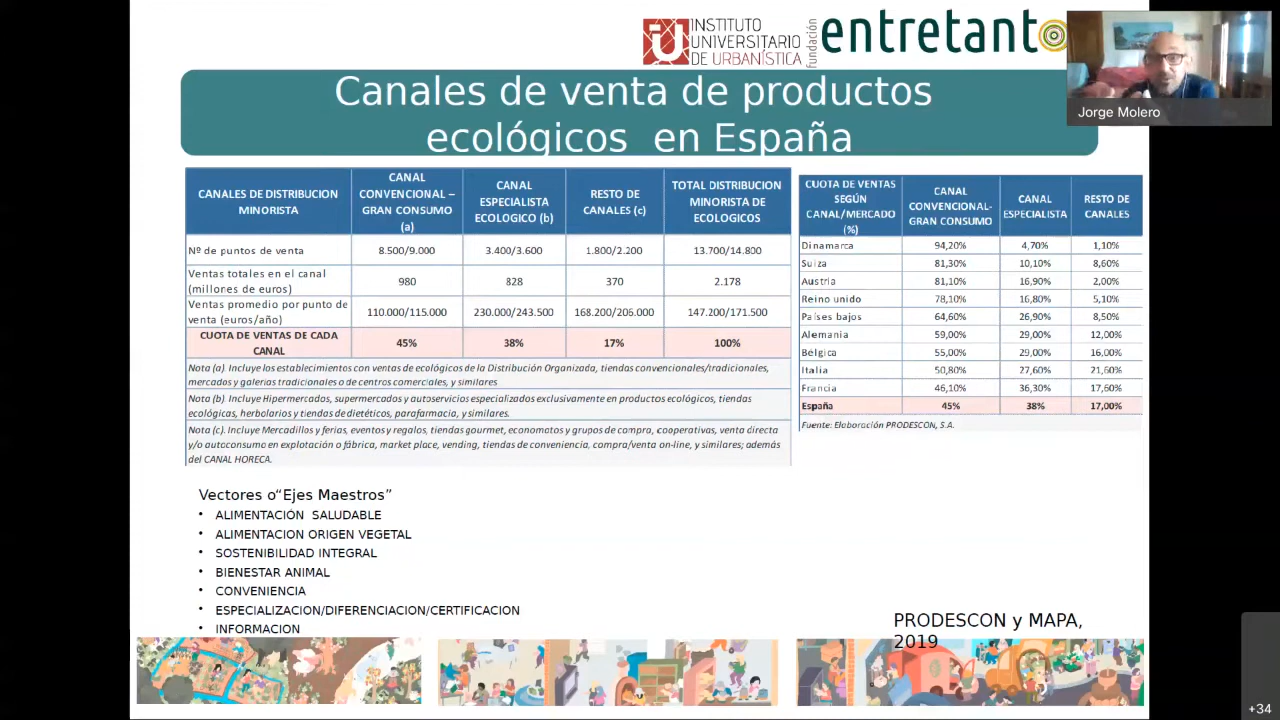 INSTITUTO
UNIVERSITARIO
DE URBANÍSTICA
fundación
entretanto
Jorge Molero
Canales de venta de productos
ecológicos en España
CANALES DE DISTRIBUCION MINORISTA | CANAL CONVENCIONAL – GRAN CONSUMO (a) | CANAL ESPECIALISTA ECOLOGICO (b) | RESTO DE CANALES (c) | TOTAL DISTRIBUCION MINORISTA DE ECOLOGICOS
Nº de puntos de venta | 8.500/9.000 | 3.400/3.600 | 1.800/2.200 | 13.700/14.800
Ventas totales en el canal (millones de euros) | 980 | 828 | 370 | 2.178
Ventas promedio por punto de venta (euros/año) | 110.000/115.000 | 230.000/243.500 | 168.200/205.000 | 147.200/171.500
CUOTA DE VENTAS DE CADA CANAL | 45% | 38% | 17% | 100%
Nota (a). Incluye los establecimientos con ventas de ecológicos de la Distribución Organizada, tiendas convencionales/tradicionales,
mercados y galerias tradicionales o de centros comerciales, y similares
Nota (b). Incluye Hipermercados, supermercados y autoservicios especializados exclusivamente en productos ecológicos, tiendas
ecológicas, herbolarios y tiendas de dietéticos, parafarmacia, y similares.
Nota (c). Incluye Mercadillos y ferias, eventos y regalos, tiendas gourmet, economatos y grupos de compra, cooperativas, venta directa
y/o autoconsumo en explotación o fábrica, market place, vending, tiendas de conveniencia, compra/venta on-line, y similares; además
del CANAL HORECA.
CUOTA DE VENTAS SEGÚN CANAL/MERCADO (%) | CANAL CONVENCIONAL-GRAN CONSUMO | CANAL ESPECIALISTA | RESTO DE CANALES
Dinamarca | 94,20% | 4,70% | 1,10%
Suiza | 81,30% | 10,10% | 8,60%
Austria | 81,10% | 16,90% | 2,00%
Reino unido | 78,10% | 16,80% | 5,10%
Países bajos | 64,60% | 26,90% | 8,50%
Alemania | 59,00% | 29,00% | 12,00%
Bélgica | 55,00% | 29,00% | 16,00%
Italia | 50,80% | 27,60% | 21,60%
Francia | 46,10% | 36,30% | 17,60%
España | 45% | 38% | 17,00%
Fuente: Elaboración PRODESCON, S.A.
Vectores o“Ejes Maestros”
• ALIMENTACIÓN SALUDABLE
• ALIMENTACION ORIGEN VEGETAL
• SOSTENIBILIDAD INTEGRAL
• BIENESTAR ANIMAL
• CONVENIENCIA
• ESPECIALIZACION/DIFERENCIACION/CERTIFICACION
• INFORMACION
PRODESCON y MAPA,
2019
+34